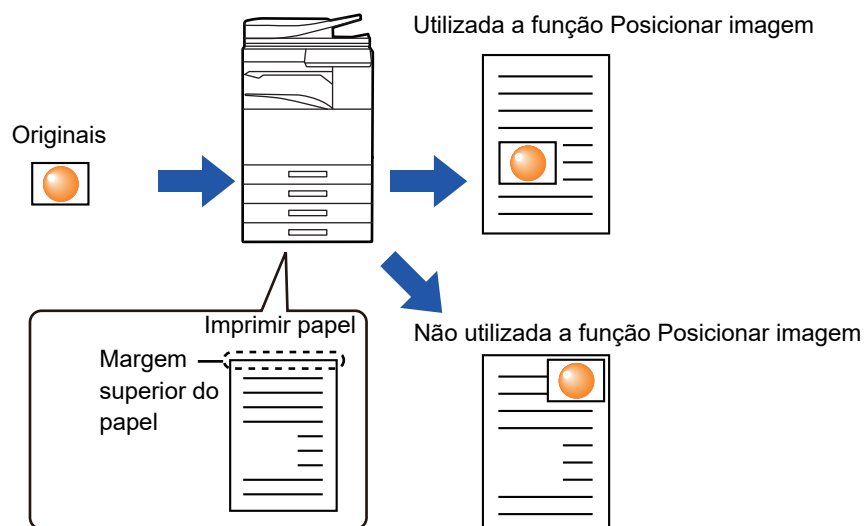 Utilizada a função Posicionar imagem
Originais
Imprimir papel
Margem
superior do
papel
Não utilizada a função Posicionar imagem